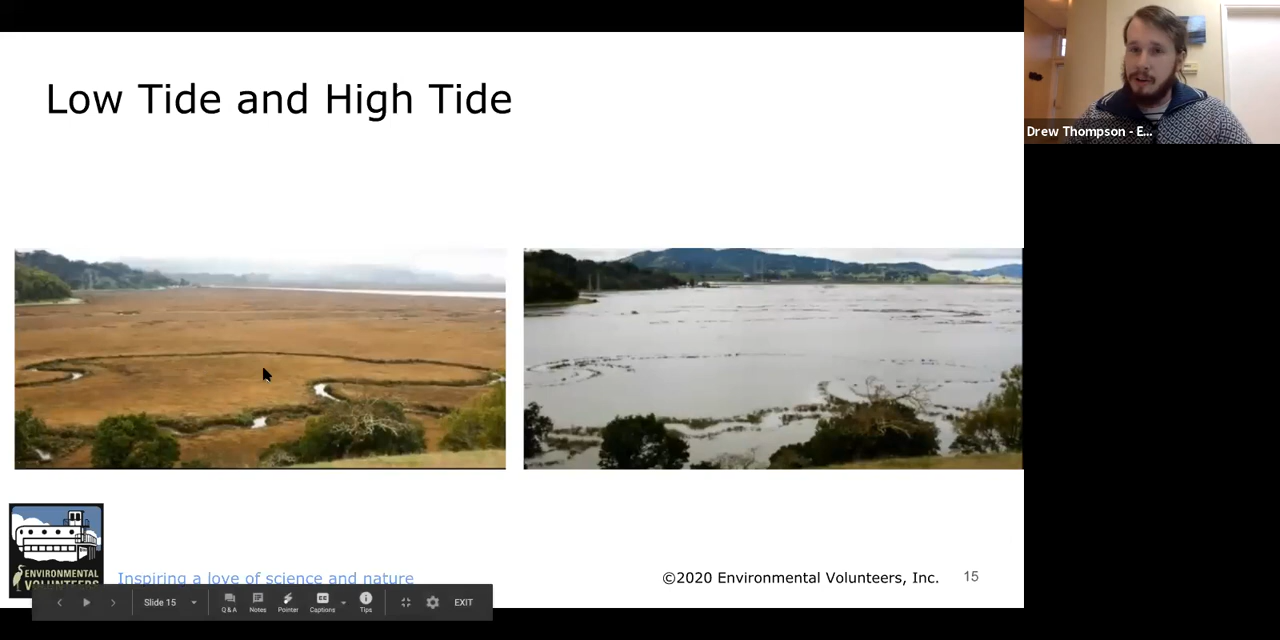 Low Tide and High Tide
Drew Thompson - E...
ENVIRONMENTAL
VOLUNTEERS
Inspiring a love of science and nature
©2020 Environmental Volunteers, Inc.
15
Slide 15
Q & A
Notes
Pointer
Captions
Tips
EXIT